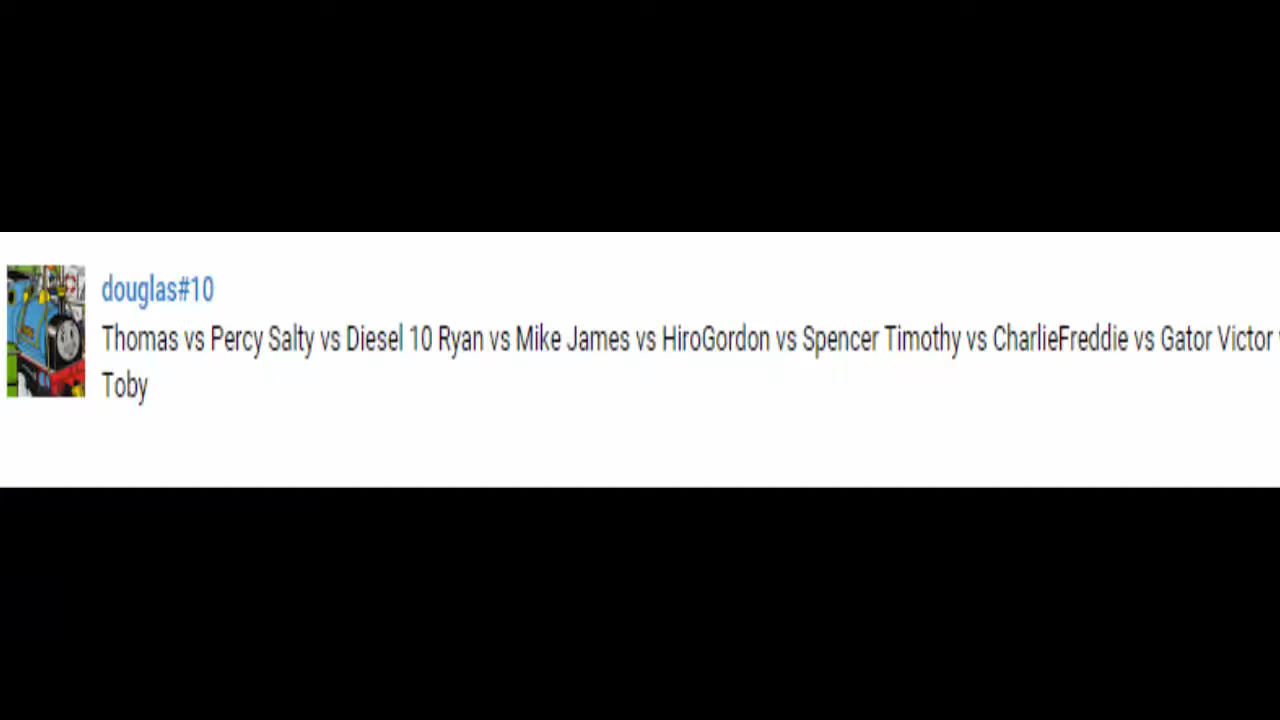 douglas#10
Thomas vs Percy Salty vs Diesel 10 Ryan vs Mike James vs HiroGordon vs Spencer Timothy vs CharlieFreddie vs Gator Victor
Toby